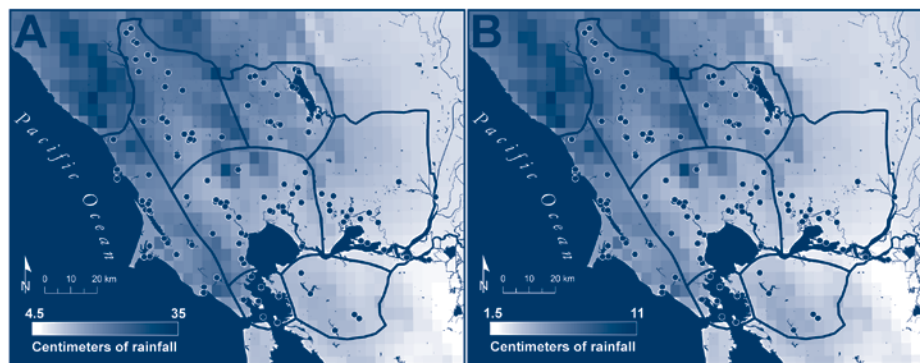 A
Pacific Ocean
N
0 10 20 km
4.5 35
Centimeters of rainfall
B
Pacific Ocean
N
0 10 20 km
1.5 11
Centimeters of rainfall